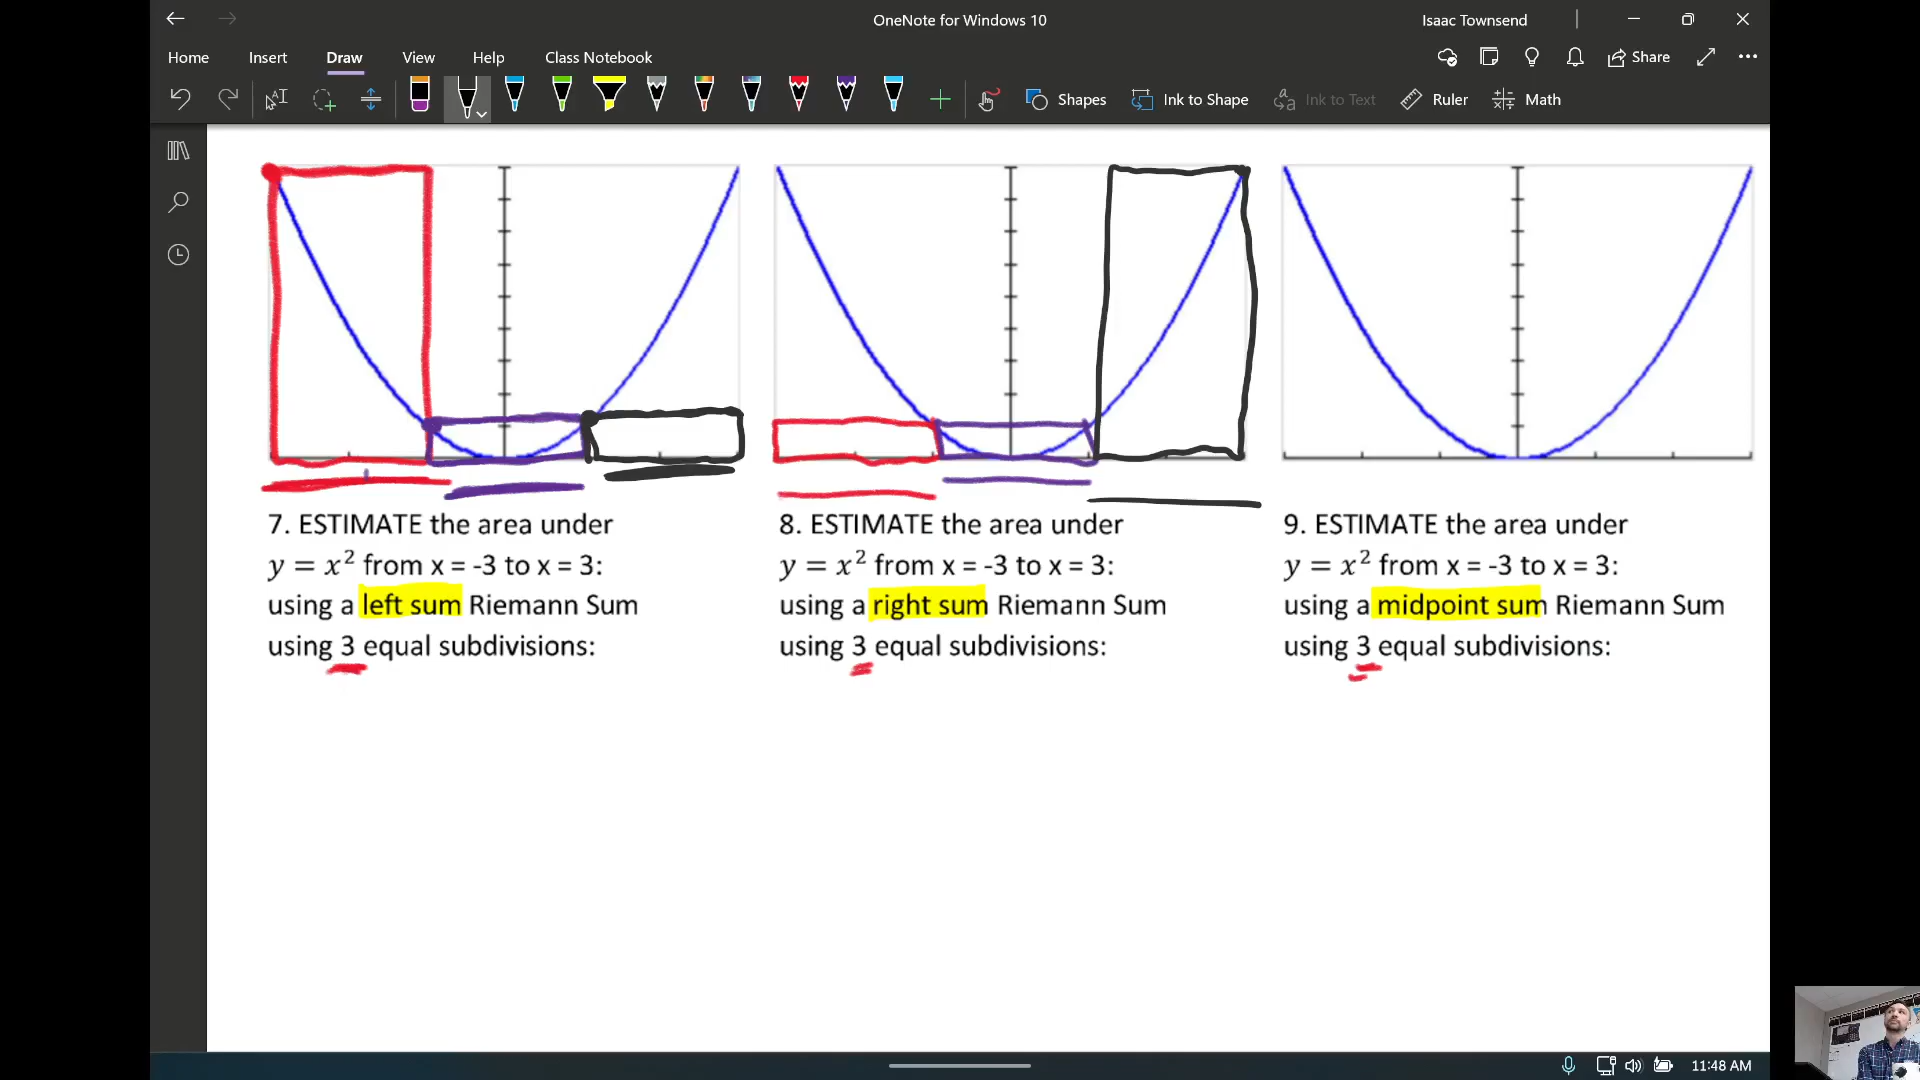 OneNote for Windows 10
Isaac Townsend
Home Insert Draw View Help Class Notebook
Share
Shapes Ink to Shape Ink to Text Ruler Math
7. ESTIMATE the area under
y = x² from x = -3 to x = 3:
using a left sum Riemann Sum
using 3 equal subdivisions:
8. ESTIMATE the area under
y = x² from x = -3 to x = 3:
using a right sum Riemann Sum
using 3 equal subdivisions:
9. ESTIMATE the area under
y = x² from x = -3 to x = 3:
using a midpoint sum Riemann Sum
using 3 equal subdivisions:
11:48 AM